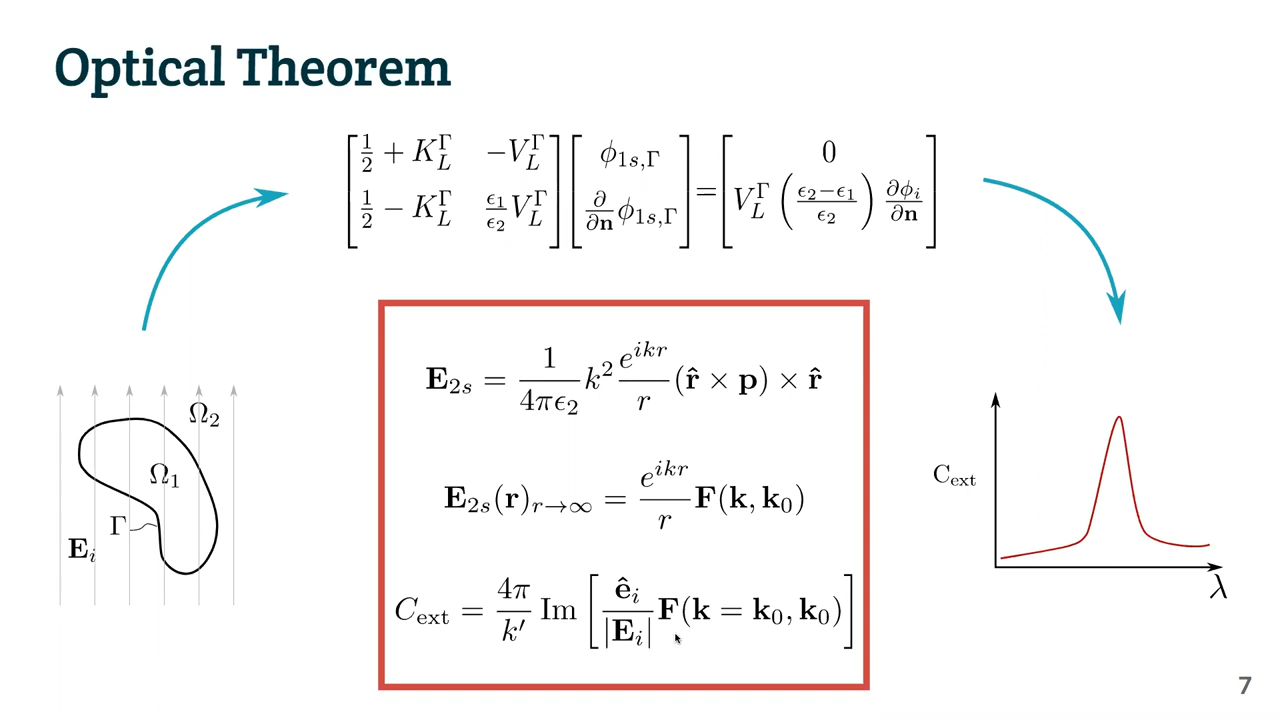 Optical Theorem
[ 1/2 + K_L^Γ   −V_L^Γ ; 1/2 − K_L^Γ   ϵ₁/ϵ₂ V_L^Γ ] [ ϕ_{1s,Γ} ; ∂/∂𝐧 ϕ_{1s,Γ} ] = [ 0 ; V_L^Γ ( (ϵ₂−ϵ₁)/ϵ₂ ) ∂ϕ_i/∂𝐧 ]
𝐄_{2s} = 1/(4πϵ₂) k² e^{ikr}/r (𝐫̂ × 𝐩) × 𝐫̂
𝐄_{2s}(𝐫)_{r→∞} = e^{ikr}/r 𝐅(𝐤, 𝐤₀)
C_ext = 4π/k′ Im [ 𝐞̂_i/|𝐄_i| 𝐅(𝐤 = 𝐤₀, 𝐤₀) ]
Ω₂
Ω₁
Γ
𝐄_i
C_ext
λ
7